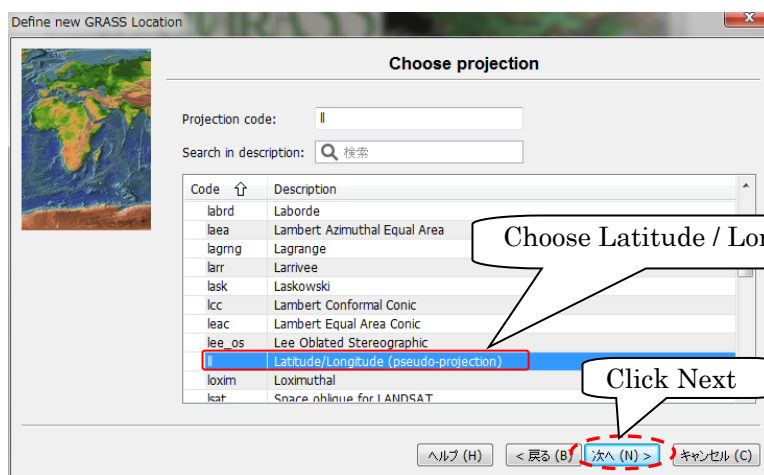 Define new GRASS Location
Choose projection
Projection code: ll
Search in description: 検索
Code Description
labrd Laborde
laea Lambert Azimuthal Equal Area
lagrng Lagrange
larr Larrivee
lask Laskowski
lcc Lambert Conformal Conic
leac Lambert Equal Area Conic
lee_os Lee Oblated Stereographic
ll Latitude/Longitude (pseudo-projection)
loxim Loximuthal
lsat Space oblique for LANDSAT
Choose Latitude / Lon
Click Next
ヘルプ (H) < 戻る (B) 次へ (N) > キャンセル (C)